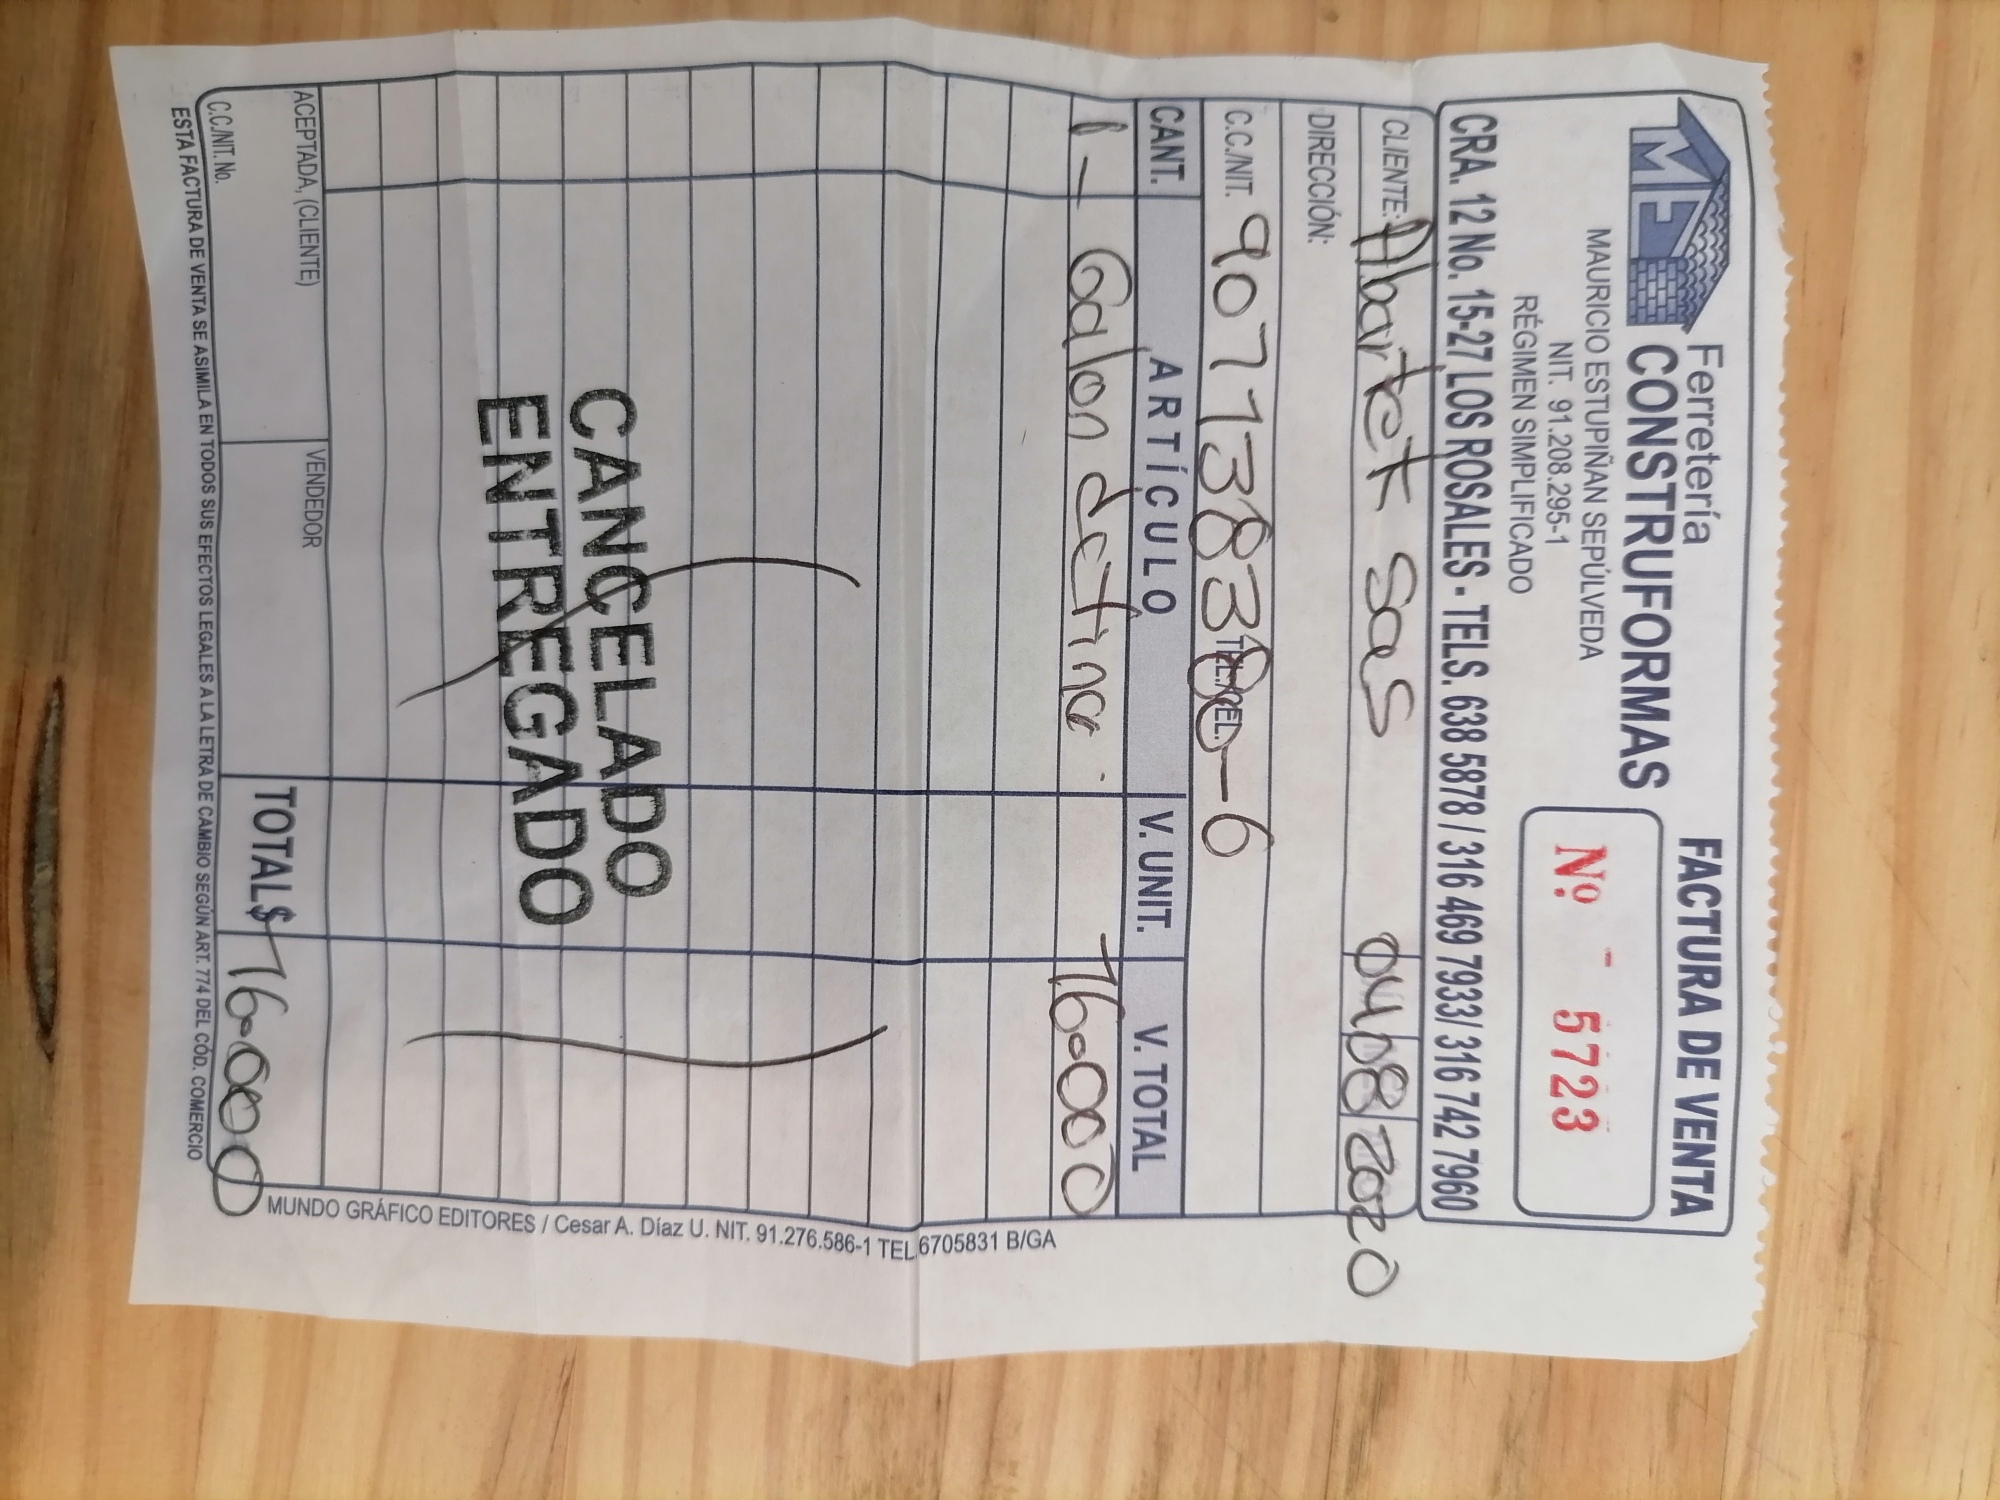 ME
Ferretería
CONSTRUFORMAS
MAURICIO ESTUPIÑAN SEPÚLVEDA
NIT. 91.208.295-1
RÉGIMEN SIMPLIFICADO
FACTURA DE VENTA
Nº 5723
CRA. 12 No. 15-27 LOS ROSALES - TELS. 638 5878 / 316 469 7933/ 316 742 7960
CLIENTE: Abartek sas 04 08 2020
DIRECCIÓN:
C.C./NIT. 901138380-6 TEL./CEL.
CANT. ARTÍCULO V. UNIT. V. TOTAL
1 - Galon 16.000
CANCELADO
ENTREGADO
ACEPTADA, (CLIENTE)
C.C./NIT. No.
VENDEDOR
TOTAL $ 16.000
ESTA FACTURA DE VENTA SE ASIMILA EN TODOS SUS EFECTOS LEGALES A LA LETRA DE CAMBIO SEGÚN ART. 774 DEL CÓD. COMERCIO
MUNDO GRÁFICO EDITORES / Cesar A. Díaz U. NIT. 91.276.586-1 TEL 6705831 B/GA